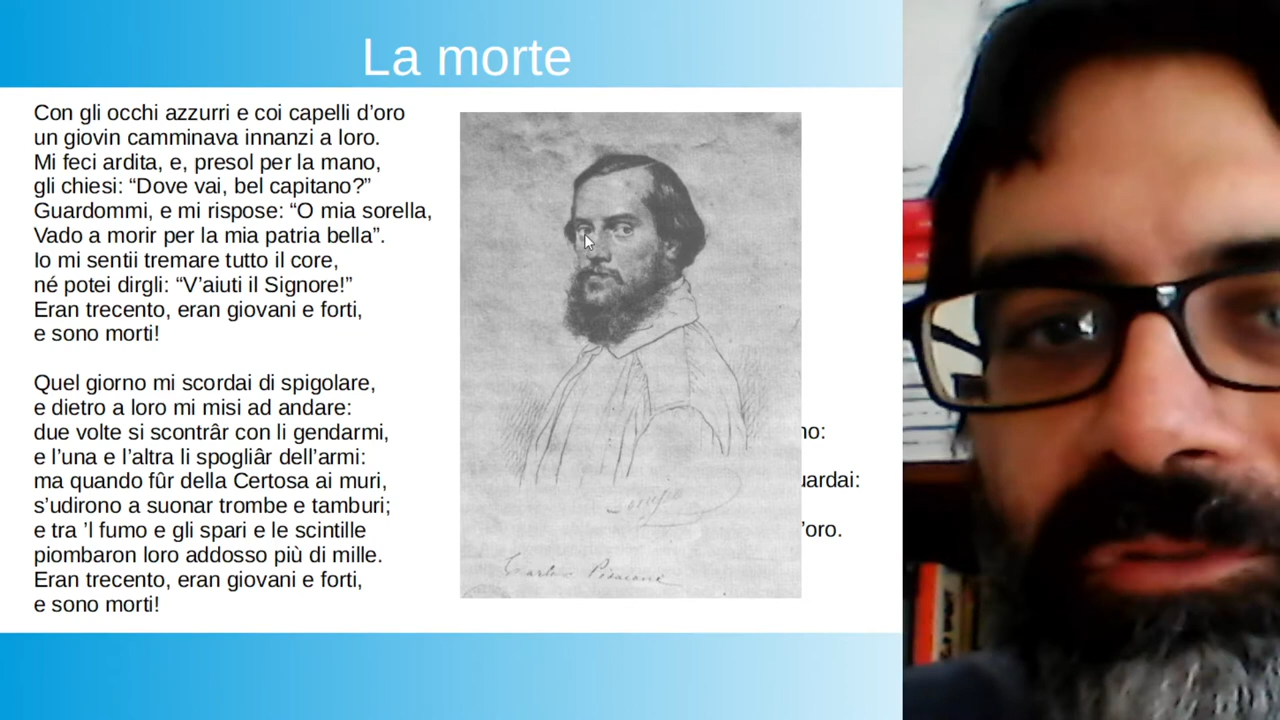 La morte
Con gli occhi azzurri e coi capelli d’oro
un giovin camminava innanzi a loro.
Mi feci ardita, e, presol per la mano,
gli chiesi: “Dove vai, bel capitano?”
Guardommi, e mi rispose: “O mia sorella,
Vado a morir per la mia patria bella”.
Io mi sentii tremare tutto il core,
né potei dirgli: “V’aiuti il Signore!”
Eran trecento, eran giovani e forti,
e sono morti!
Quel giorno mi scordai di spigolare,
e dietro a loro mi misi ad andare:
due volte si scontrâr con li gendarmi,
e l’una e l’altra li spogliâr dell’armi:
ma quando fûr della Certosa ai muri,
s’udirono a suonar trombe e tamburi;
e tra ’l fumo e gli spari e le scintille
piombaron loro addosso più di mille.
Eran trecento, eran giovani e forti,
e sono morti!
no:
uardai:
’oro.
Carlo Pisacane